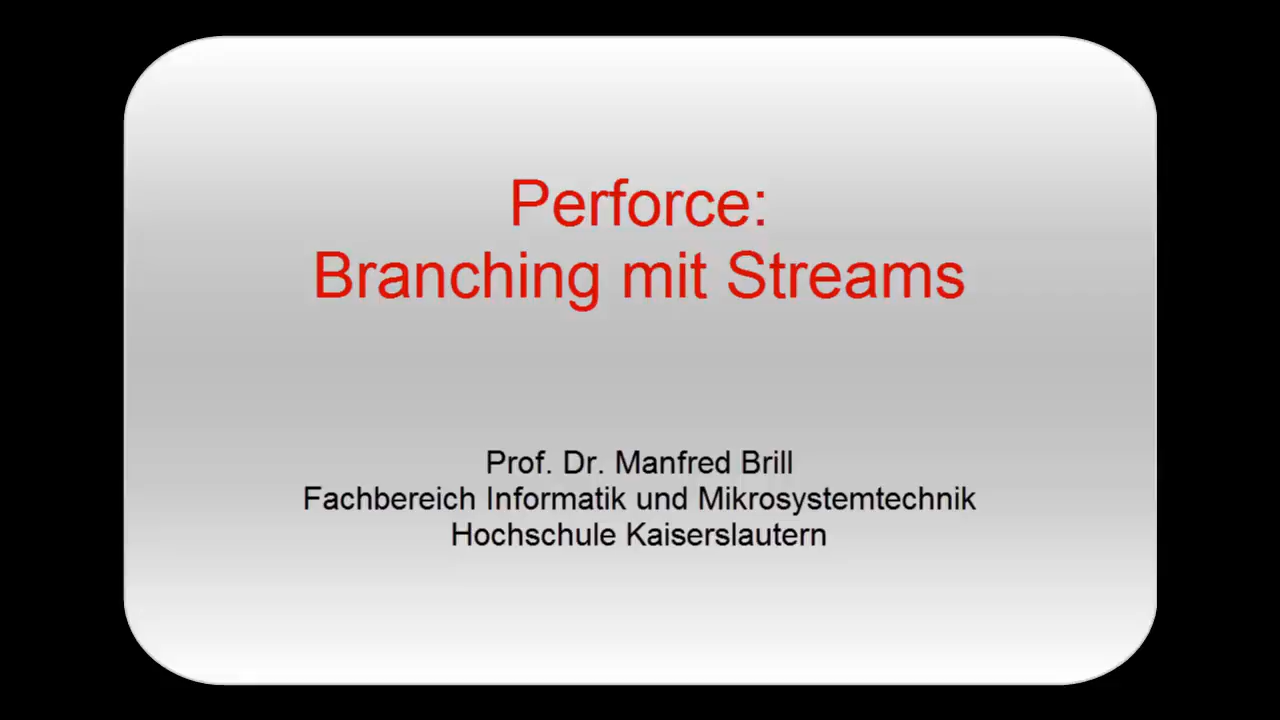 Perforce:
Branching mit Streams
Prof. Dr. Manfred Brill
Fachbereich Informatik und Mikrosystemtechnik
Hochschule Kaiserslautern